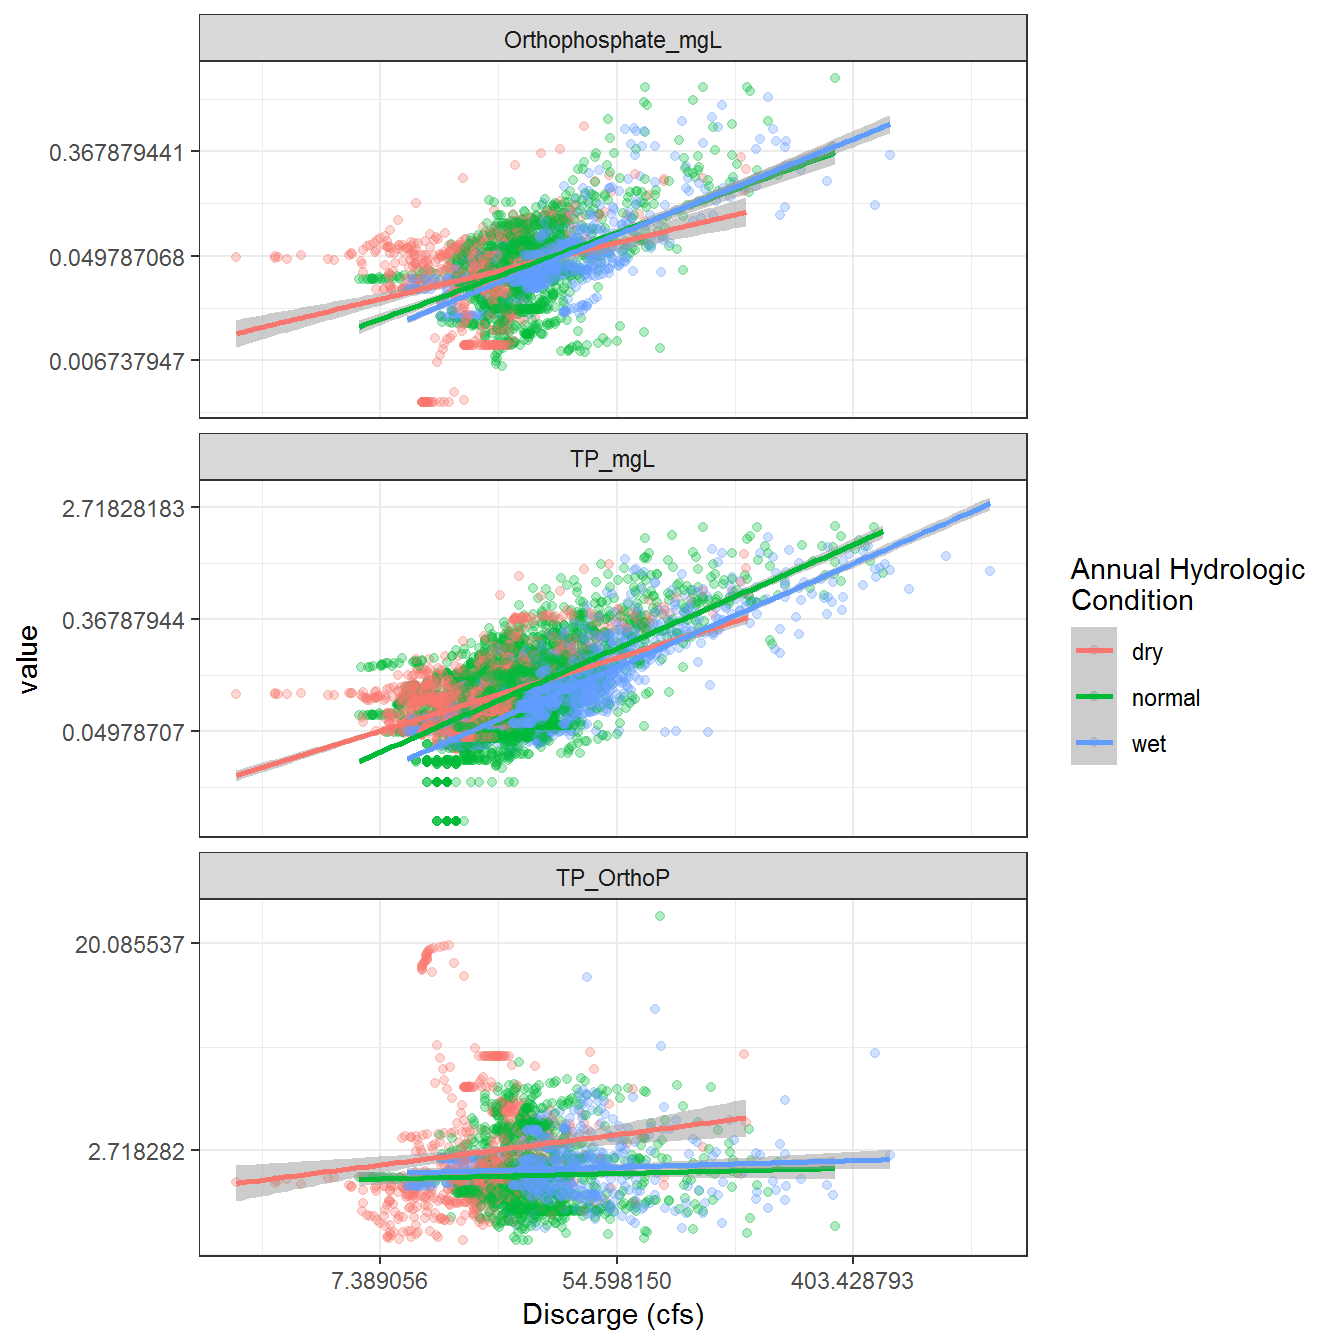 Orthophosphate_mgL
0.367879441
0.049787068
0.006737947
TP_mgL
2.71828183
0.36787944
0.04978707
TP_OrthoP
20.085537
2.718282
7.389056
54.598150
403.428793
Discarge (cfs)
value
Annual Hydrologic
Condition
dry
normal
wet